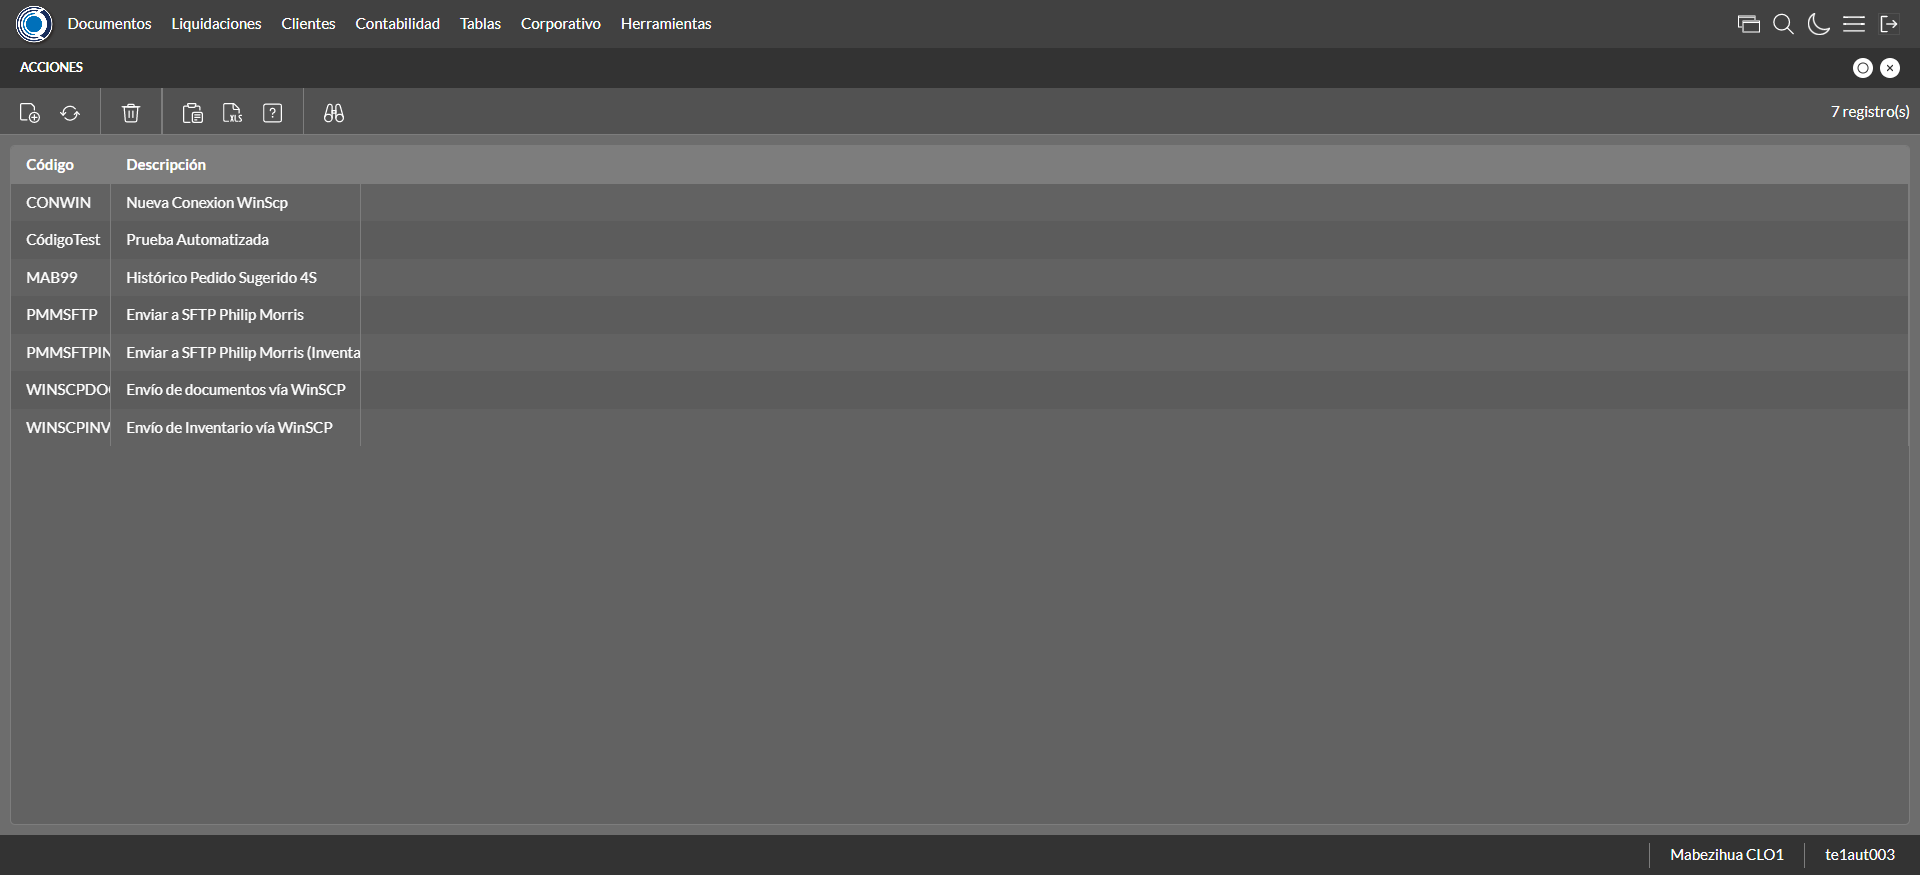 Documentos Liquidaciones Clientes Contabilidad Tablas Corporativo Herramientas
ACCIONES
XLS ? 7 registro(s)
Código Descripción
CONWIN Nueva Conexion WinScp
CódigoTest Prueba Automatizada
MAB99 Histórico Pedido Sugerido 4S
PMMSFTP Enviar a SFTP Philip Morris
PMMSFTPIN Enviar a SFTP Philip Morris (Inventa
WINSCPDO Envío de documentos vía WinSCP
WINSCPINV Envío de Inventario vía WinSCP
Mabezihua CLO1 te1aut003